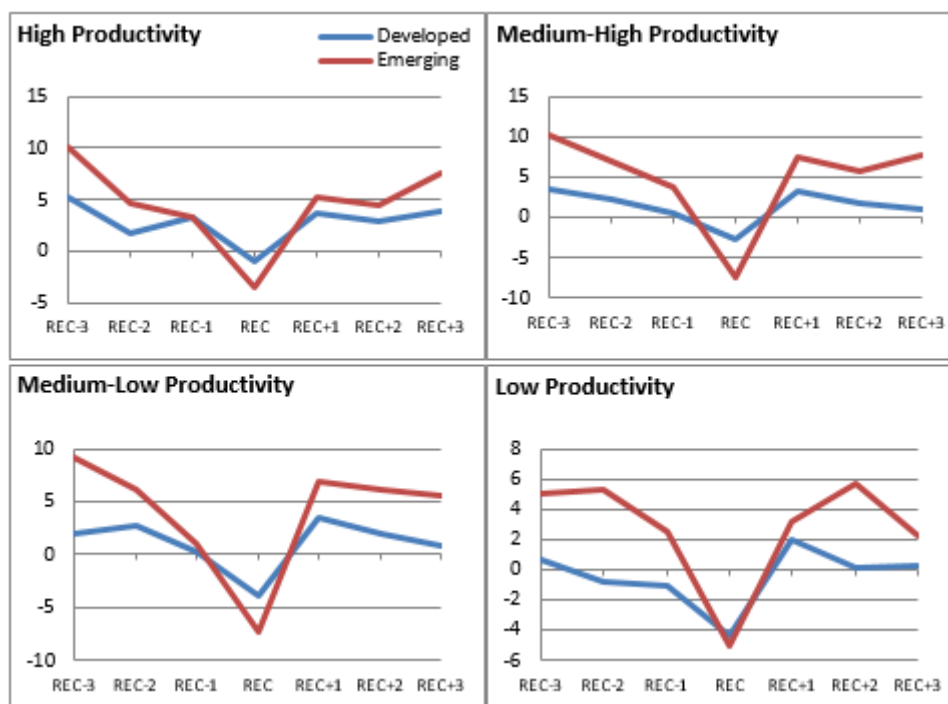 High Productivity
Developed
Emerging
15
10
5
0
-5
REC-3 REC-2 REC-1 REC REC+1 REC+2 REC+3
Medium-High Productivity
15
10
5
0
-5
-10
REC-3 REC-2 REC-1 REC REC+1 REC+2 REC+3
Medium-Low Productivity
10
5
0
-5
-10
REC-3 REC-2 REC-1 REC REC+1 REC+2 REC+3
Low Productivity
8
6
4
2
0
-2
-4
-6
REC-3 REC-2 REC-1 REC REC+1 REC+2 REC+3